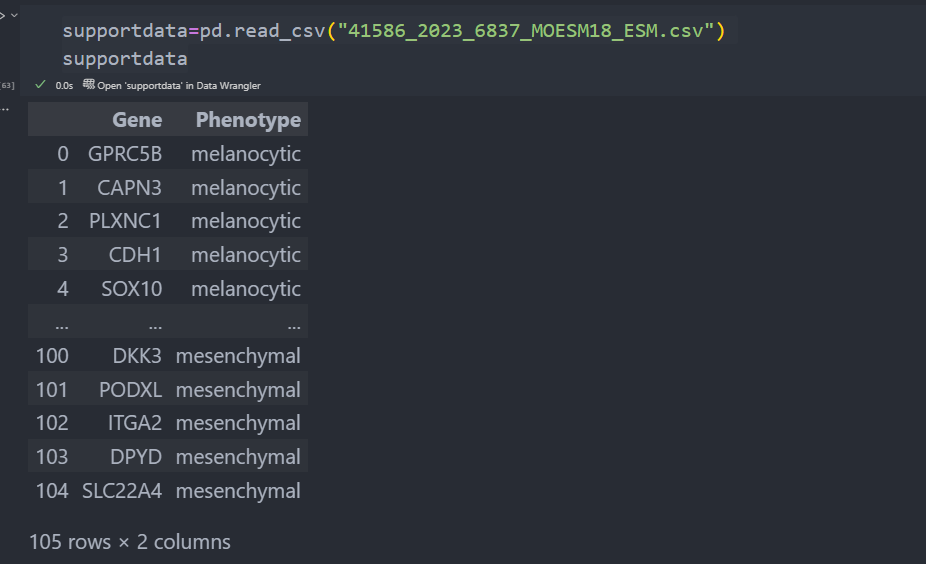 supportdata=pd.read_csv("41586_2023_6837_MOESM18_ESM.csv")
supportdata
[63] ✓ 0.0s Open 'supportdata' in Data Wrangler
...
Gene Phenotype
0 GPRC5B melanocytic
1 CAPN3 melanocytic
2 PLXNC1 melanocytic
3 CDH1 melanocytic
4 SOX10 melanocytic
... ... ...
100 DKK3 mesenchymal
101 PODXL mesenchymal
102 ITGA2 mesenchymal
103 DPYD mesenchymal
104 SLC22A4 mesenchymal
105 rows × 2 columns